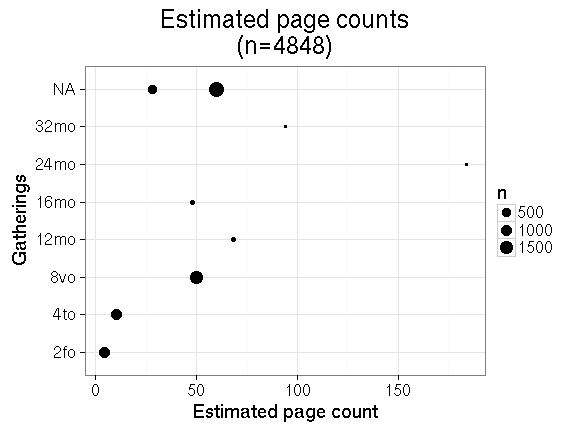 Estimated page counts
(n=4848)
NA
32mo
24mo
16mo
12mo
8vo
4to
2fo
Gatherings
0 50 100 150
Estimated page count
n
500
1000
1500